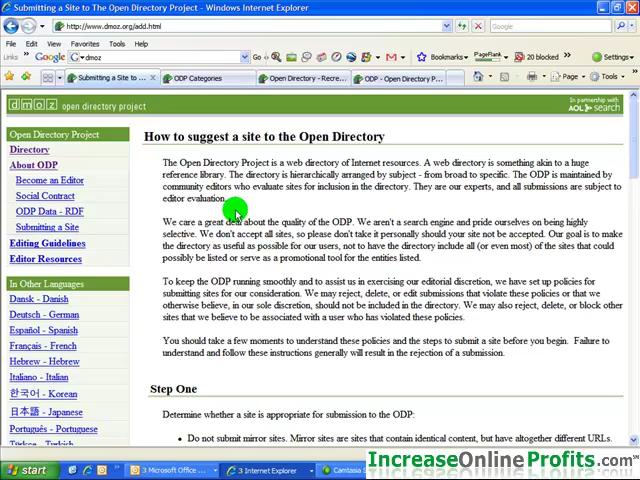 Submitting a Site to The Open Directory Project - Windows Internet Explorer
http://www.dmoz.org/add.html
Google
File Edit View Favorites Tools Help
Links
Google dmoz Go Bookmarks PageRank 20 blocked Settings
Submitting a Site to ... ODP Categories Open Directory - Recre... ODP - Open Directory P... Page Tools
dmoz open directory project
In partnership with
AOL search
Open Directory Project
Directory
About ODP
Become an Editor
Social Contract
ODP Data - RDF
Submitting a Site
Editing Guidelines
Editor Resources
In Other Languages
Dansk - Danish
Deutsch - German
Español - Spanish
Français - French
Hebrew - Hebrew
Italiano - Italian
한국어 - Korean
日本語 - Japanese
Português - Portuguese
Türkçe - Turkish
How to suggest a site to the Open Directory
The Open Directory Project is a web directory of Internet resources. A web directory is something akin to a huge
reference library. The directory is hierarchically arranged by subject - from broad to specific. The ODP is maintained by
community editors who evaluate sites for inclusion in the directory. They are our experts, and all submissions are subject to
editor evaluation.
We care a great deal about the quality of the ODP. We aren't a search engine and pride ourselves on being highly
selective. We don't accept all sites, so please don't take it personally should your site not be accepted. Our goal is to make
the directory as useful as possible for our users, not to have the directory include all (or even most) of the sites that could
possibly be listed or serve as a promotional tool for the entities listed.
To keep the ODP running smoothly and to assist us in exercising our editorial discretion, we have set up policies for
submitting sites for our consideration. We may reject, delete, or edit submissions that violate these policies or that we
otherwise believe, in our sole discretion, should not be included in the directory. We may also reject, delete, or block other
sites that we believe to be associated with a user who has violated these policies.
You should take a few moments to understand these policies and the steps to submit a site before you begin. Failure to
understand and follow these instructions generally will result in the rejection of a submission.
Step One
Determine whether a site is appropriate for submission to the ODP:
• Do not submit mirror sites. Mirror sites are sites that contain identical content, but have altogether different URLs.
start 3 Microsoft Office ... 3 Internet Explorer Camtasia
IncreaseOnlineProfits.com